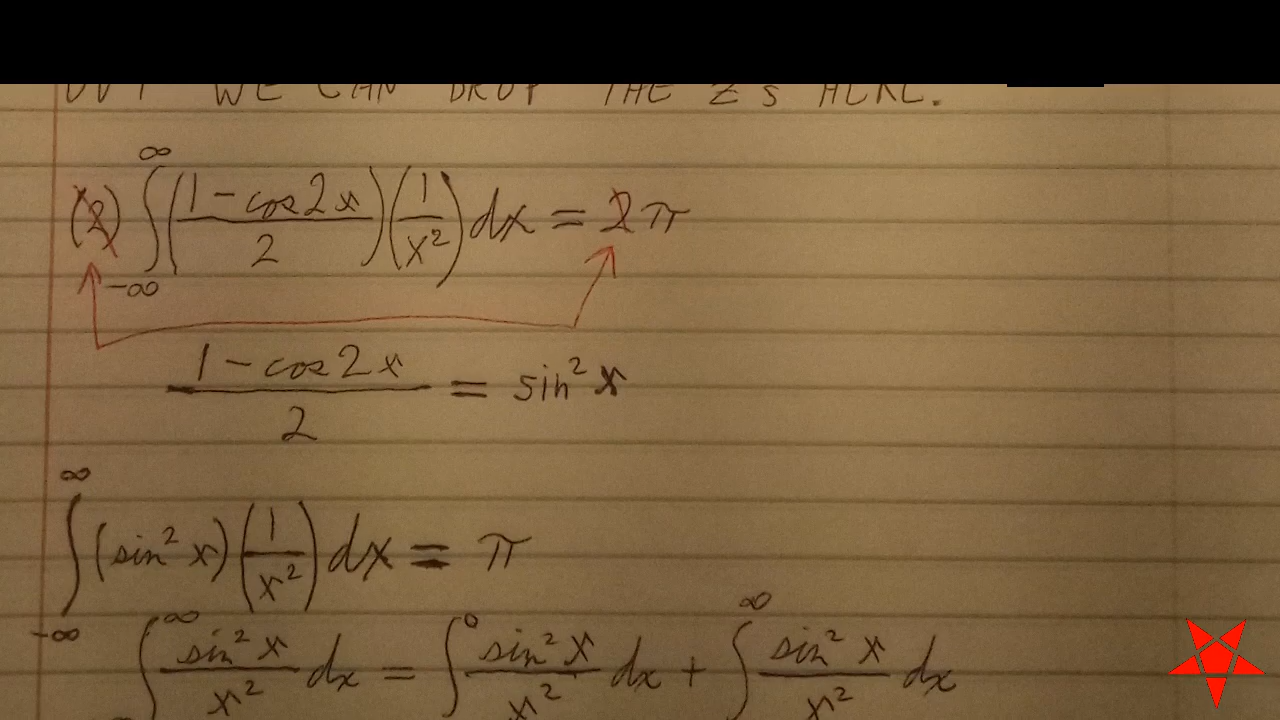 WE CAN DROP THE 2's HERE.
(2) ∫_{-∞}^{∞} ((1 - cos 2x)/2) (1/x²) dx = 2π
(1 - cos 2x)/2 = sin² x
∫_{-∞}^{∞} (sin² x) (1/x²) dx = π
∫^{∞} (sin² x)/x² dx = ∫^{0} (sin² x)/x² dx + ∫^{∞} (sin² x)/x² dx